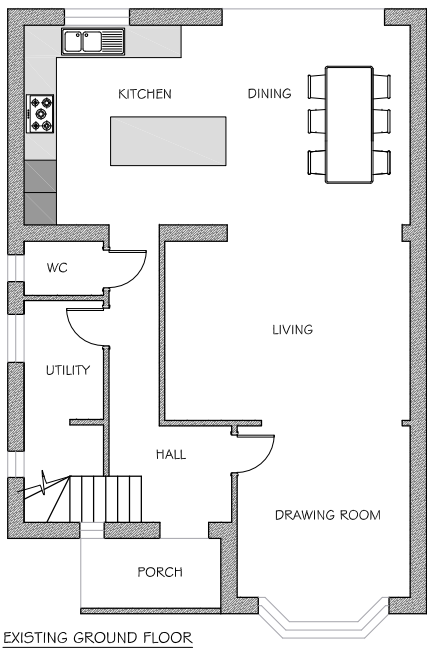 KITCHEN
DINING
WC
LIVING
UTILITY
HALL
DRAWING ROOM
PORCH
EXISTING GROUND FLOOR